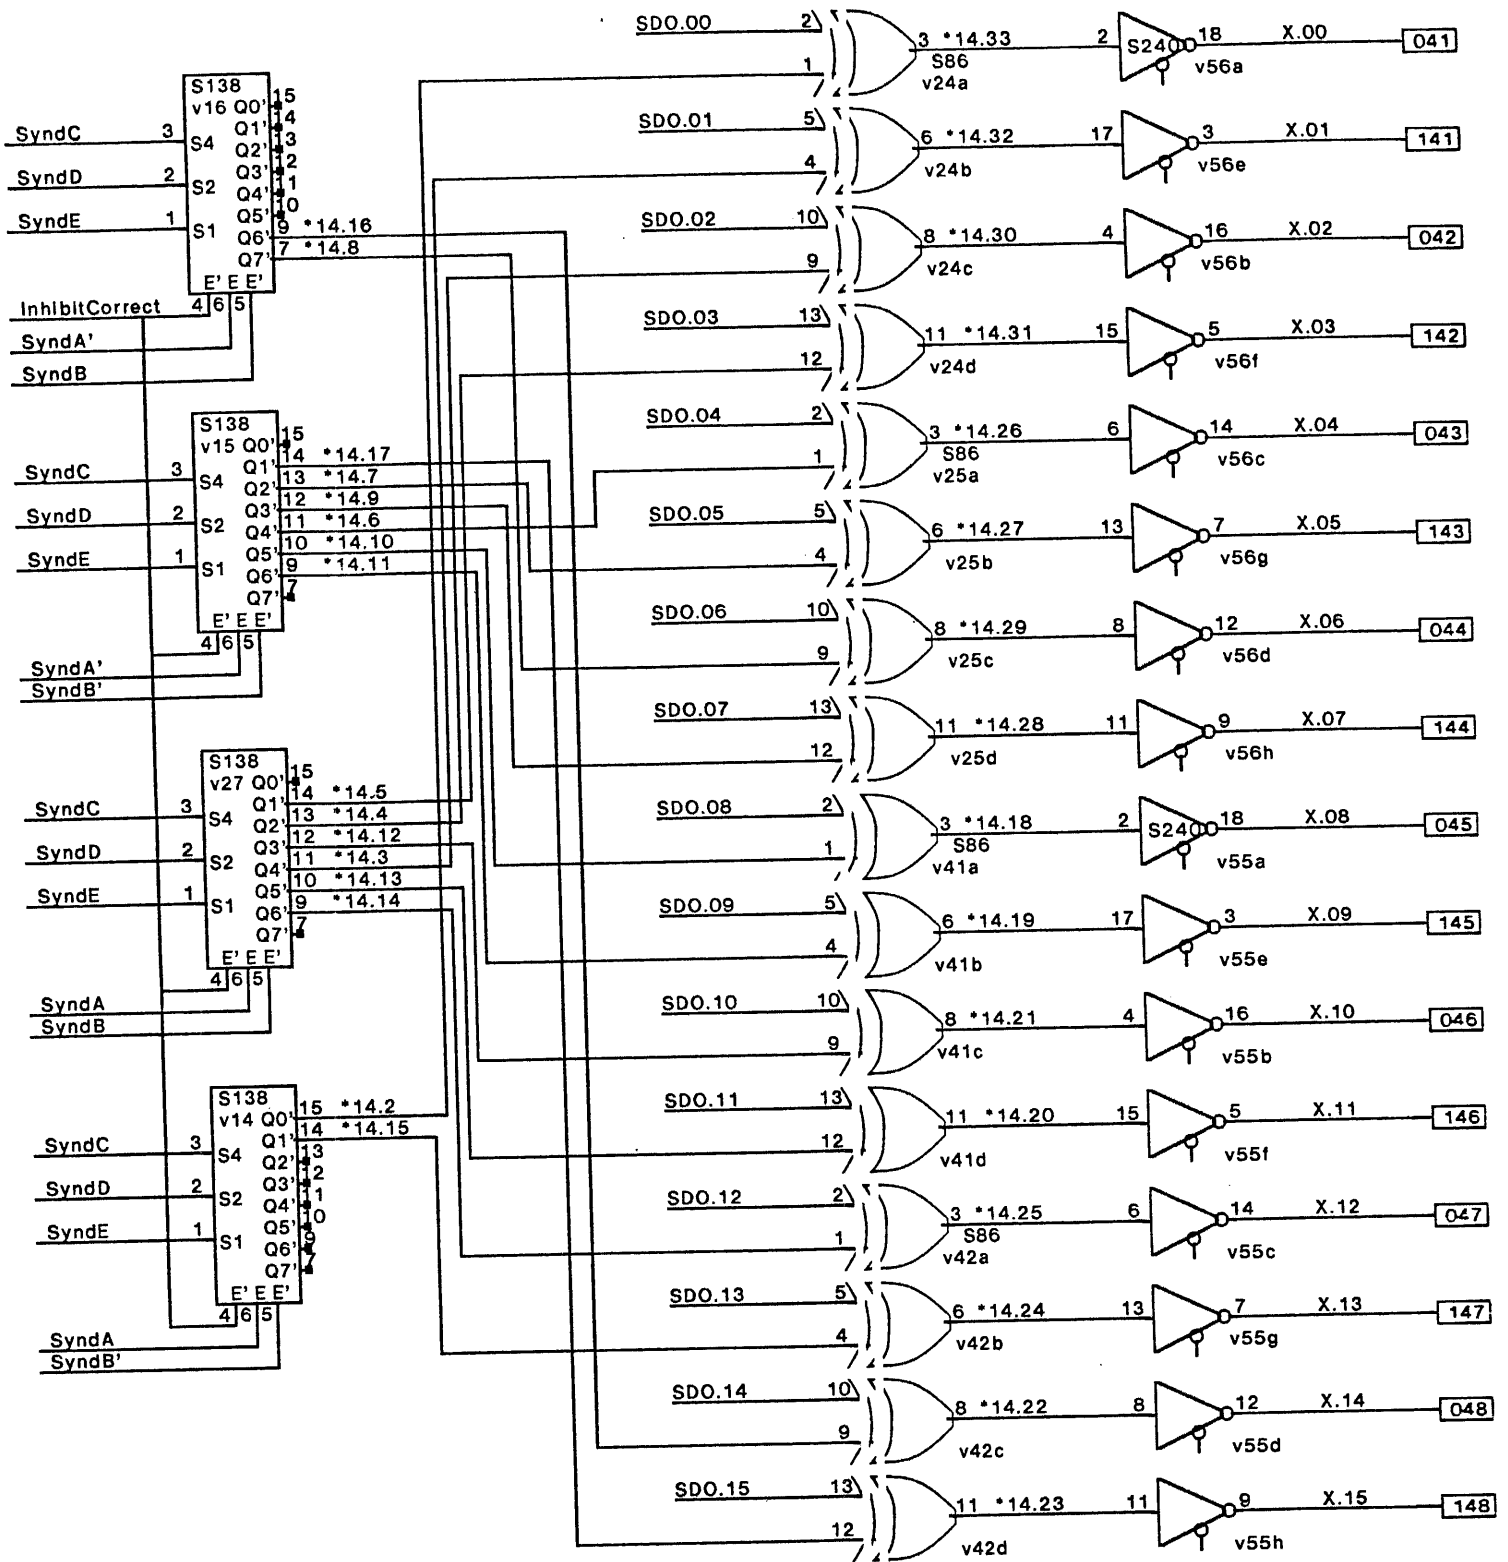 S138
v16 Q0' 15
SyndC 3 S4 Q1' 14
Q2' 13
SyndD 2 S2 Q3' 12
Q4' 11
SyndE 1 S1 Q5' 10
Q6' 9 *14.16
Q7' 7 *14.8
E' E E'
InhibitCorrect 4 6 5
SyndA'
SyndB
S138
v15 Q0' 15
Q1' 14 *14.17
SyndC 3 S4 Q2' 13 *14.7
Q3' 12 *14.9
SyndD 2 S2 Q4' 11 *14.6
Q5' 10 *14.10
SyndE 1 S1 Q6' 9 *14.11
Q7' 7
E' E E'
4 6 5
SyndA'
SyndB'
S138
v27 Q0' 15
Q1' 14 *14.5
SyndC 3 S4 Q2' 13 *14.4
Q3' 12 *14.12
SyndD 2 S2 Q4' 11 *14.3
Q5' 10 *14.13
SyndE 1 S1 Q6' 9 *14.14
Q7' 7
E' E E'
4 6 5
SyndA
SyndB
S138
v14 Q0' 15 *14.2
Q1' 14 *14.15
SyndC 3 S4 Q2' 13
Q3' 12
SyndD 2 S2 Q4' 11
Q5' 10
SyndE 1 S1 Q6' 9
Q7' 7
E' E E'
4 6 5
SyndA
SyndB'
SDO.00 2 1 3 *14.33 S86 v24a 2 S240 18 v56a X.00 041
SDO.01 5 4 6 *14.32 v24b 17 3 v56e X.01 141
SDO.02 10 9 8 *14.30 v24c 4 16 v56b X.02 042
SDO.03 13 12 11 *14.31 v24d 15 5 v56f X.03 142
SDO.04 2 1 3 *14.26 S86 v25a 6 14 v56c X.04 043
SDO.05 5 4 6 *14.27 v25b 13 7 v56g X.05 143
SDO.06 10 9 8 *14.29 v25c 8 12 v56d X.06 044
SDO.07 13 12 11 *14.28 v25d 11 9 v56h X.07 144
SDO.08 2 1 3 *14.18 S86 v41a 2 S240 18 v55a X.08 045
SDO.09 5 4 6 *14.19 v41b 17 3 v55e X.09 145
SDO.10 10 9 8 *14.21 v41c 4 16 v55b X.10 046
SDO.11 13 12 11 *14.20 v41d 15 5 v55f X.11 146
SDO.12 2 1 3 *14.25 S86 v42a 6 14 v55c X.12 047
SDO.13 5 4 6 *14.24 v42b 13 7 v55g X.13 147
SDO.14 10 9 8 *14.22 v42c 8 12 v55d X.14 048
SDO.15 13 12 11 *14.23 v42d 11 9 v55h X.15 148